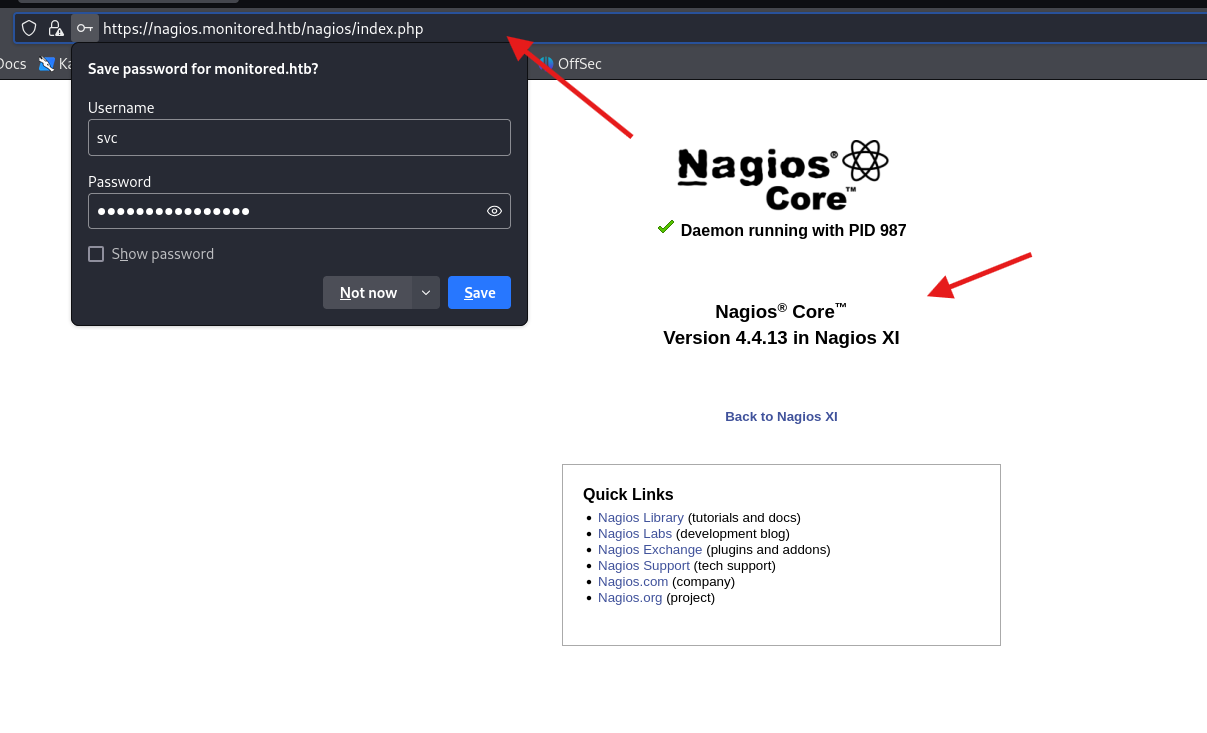 https://nagios.monitored.htb/nagios/index.php
Docs
OffSec
Save password for monitored.htb?
Username
svc
Password
••••••••••••••••
Show password
Not now
Save
Nagios®
Core™
Daemon running with PID 987
Nagios® Core™
Version 4.4.13 in Nagios XI
Back to Nagios XI
Quick Links
• Nagios Library (tutorials and docs)
• Nagios Labs (development blog)
• Nagios Exchange (plugins and addons)
• Nagios Support (tech support)
• Nagios.com (company)
• Nagios.org (project)